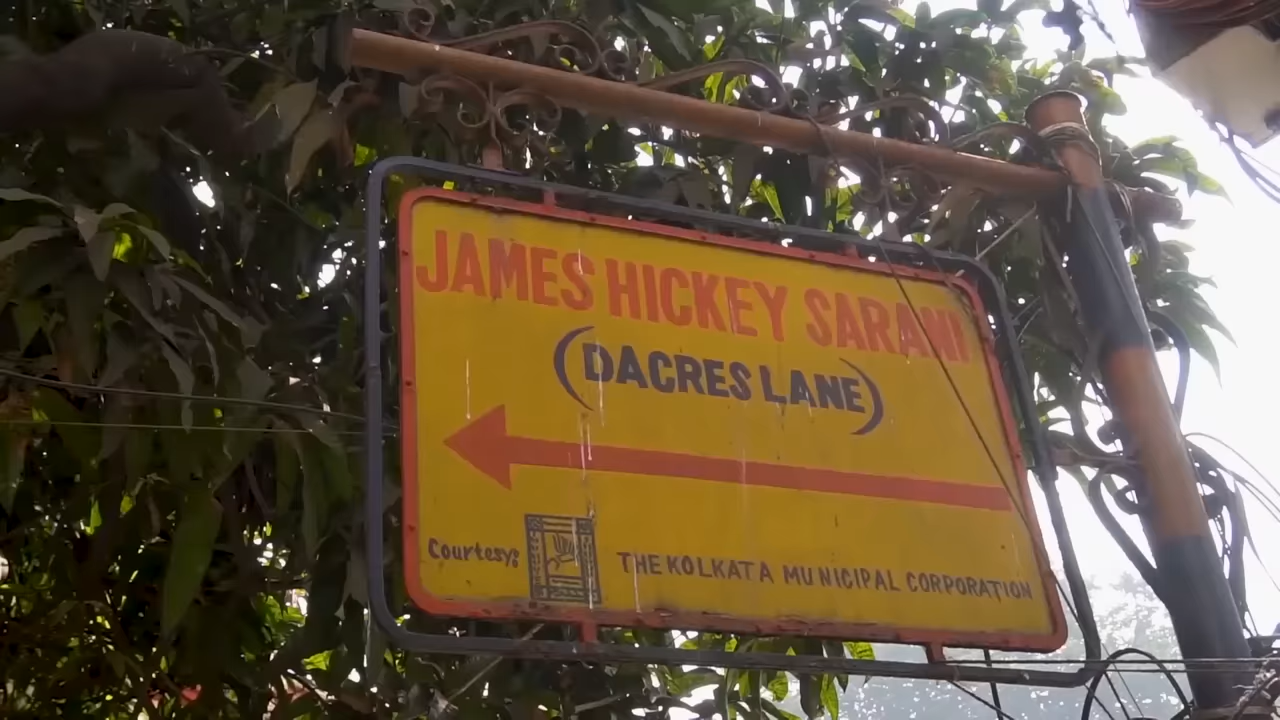 JAMES HICKEY SARANI
(DACRES LANE)
Courtesy: THE KOLKATA MUNICIPAL CORPORATION